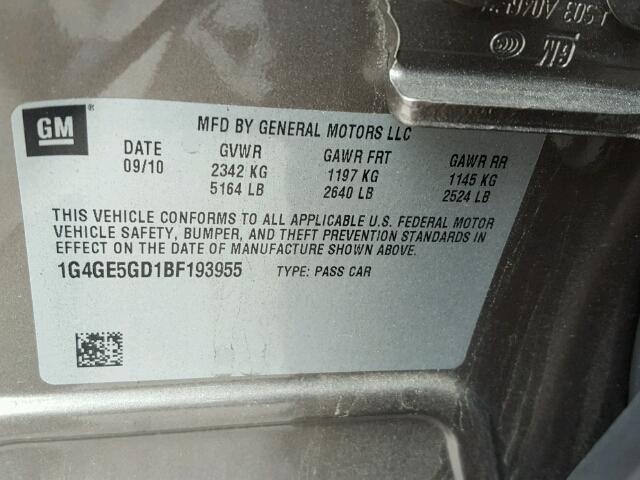 GM ®
MFD BY GENERAL MOTORS LLC
DATE GVWR GAWR FRT GAWR RR
09/10 2342 KG 1197 KG 1145 KG
5164 LB 2640 LB 2524 LB
THIS VEHICLE CONFORMS TO ALL APPLICABLE U.S. FEDERAL MOTOR
VEHICLE SAFETY, BUMPER, AND THEFT PREVENTION STANDARDS IN
EFFECT ON THE DATE OF MANUFACTURE SHOWN ABOVE.
1G4GE5GD1BF193955 TYPE: PASS CAR
GM